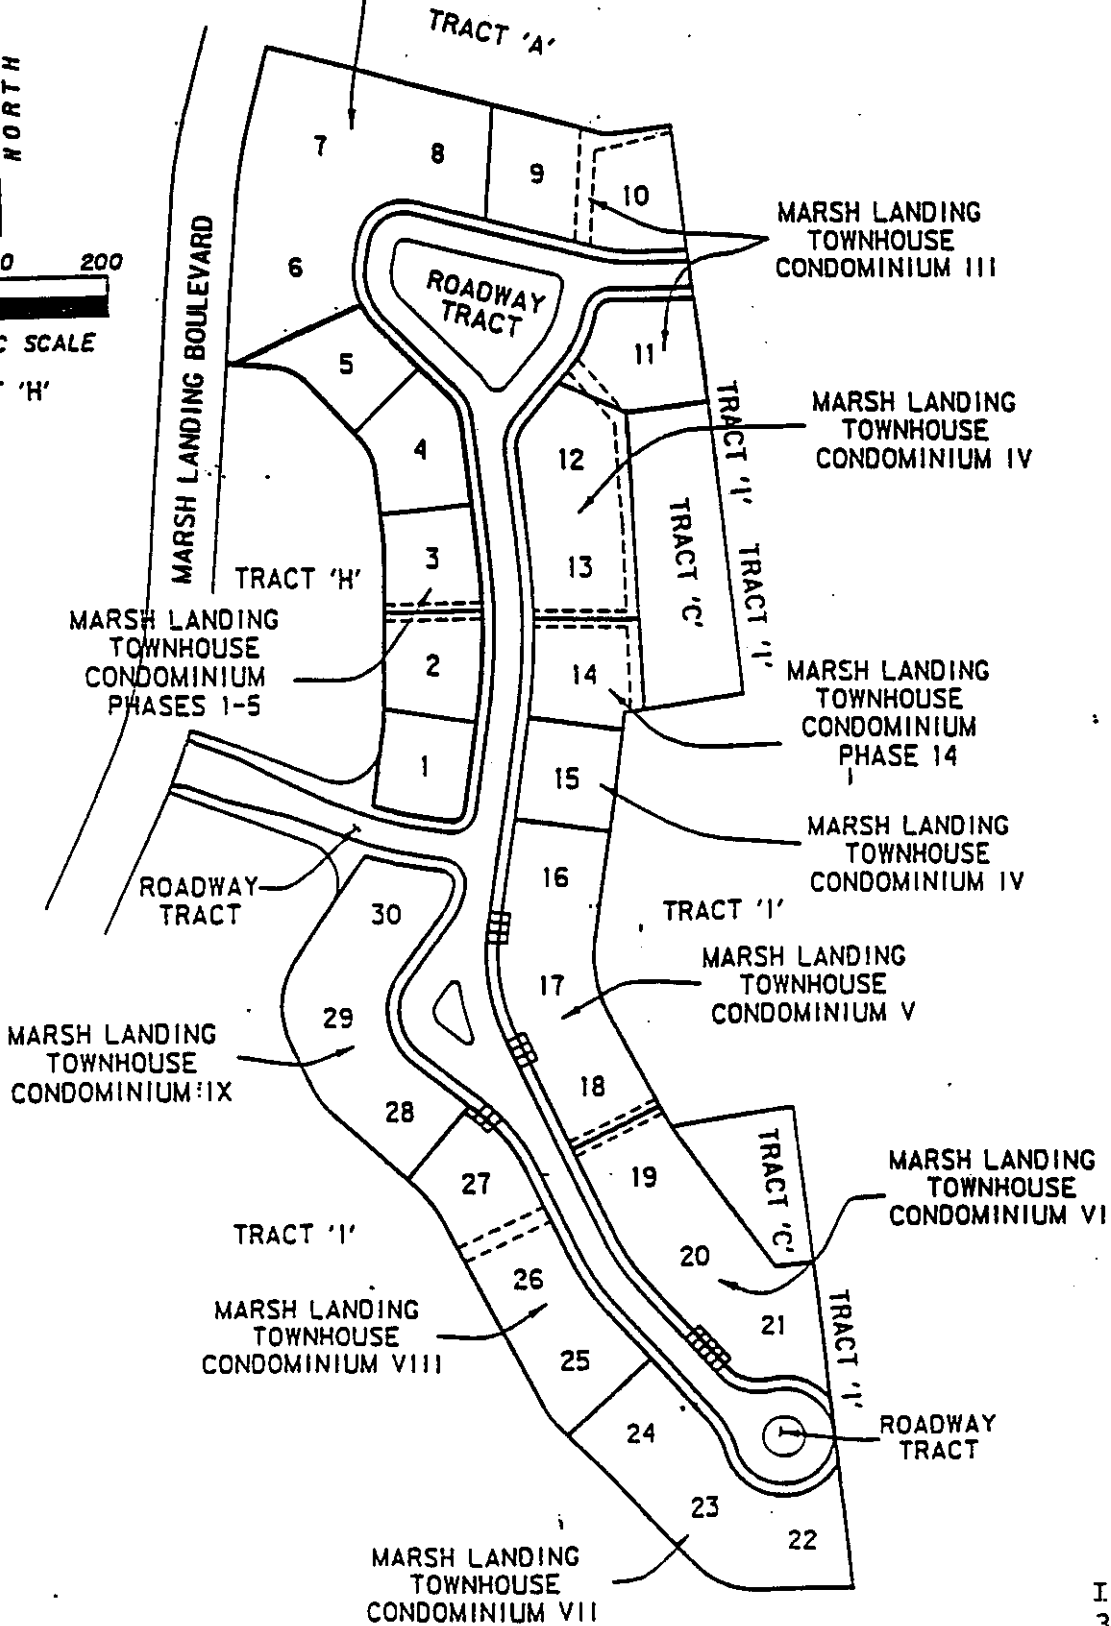 TRACT 'A'
NORTH
7
8
9
10
MARSH LANDING
TOWNHOUSE
CONDOMINIUM III
0 200
SCALE
'H'
MARSH LANDING BOULEVARD
6
ROADWAY
TRACT
5
11
TRACT 'I'
MARSH LANDING
TOWNHOUSE
CONDOMINIUM IV
4
12
TRACT 'C'
3
13
TRACT 'I'
TRACT 'H'
MARSH LANDING
TOWNHOUSE
CONDOMINIUM
PHASES 1-5
2
14
MARSH LANDING
TOWNHOUSE
CONDOMINIUM
PHASE 14
1
15
MARSH LANDING
TOWNHOUSE
CONDOMINIUM IV
ROADWAY
TRACT
30
16
TRACT 'I'
17
MARSH LANDING
TOWNHOUSE
CONDOMINIUM V
29
MARSH LANDING
TOWNHOUSE
CONDOMINIUM IX
28
18
27
19
TRACT 'C'
MARSH LANDING
TOWNHOUSE
CONDOMINIUM VI
TRACT 'I'
26
20
MARSH LANDING
TOWNHOUSE
CONDOMINIUM VIII
25
21
TRACT 'I'
24
ROADWAY
TRACT
23
22
MARSH LANDING
TOWNHOUSE
CONDOMINIUM VII